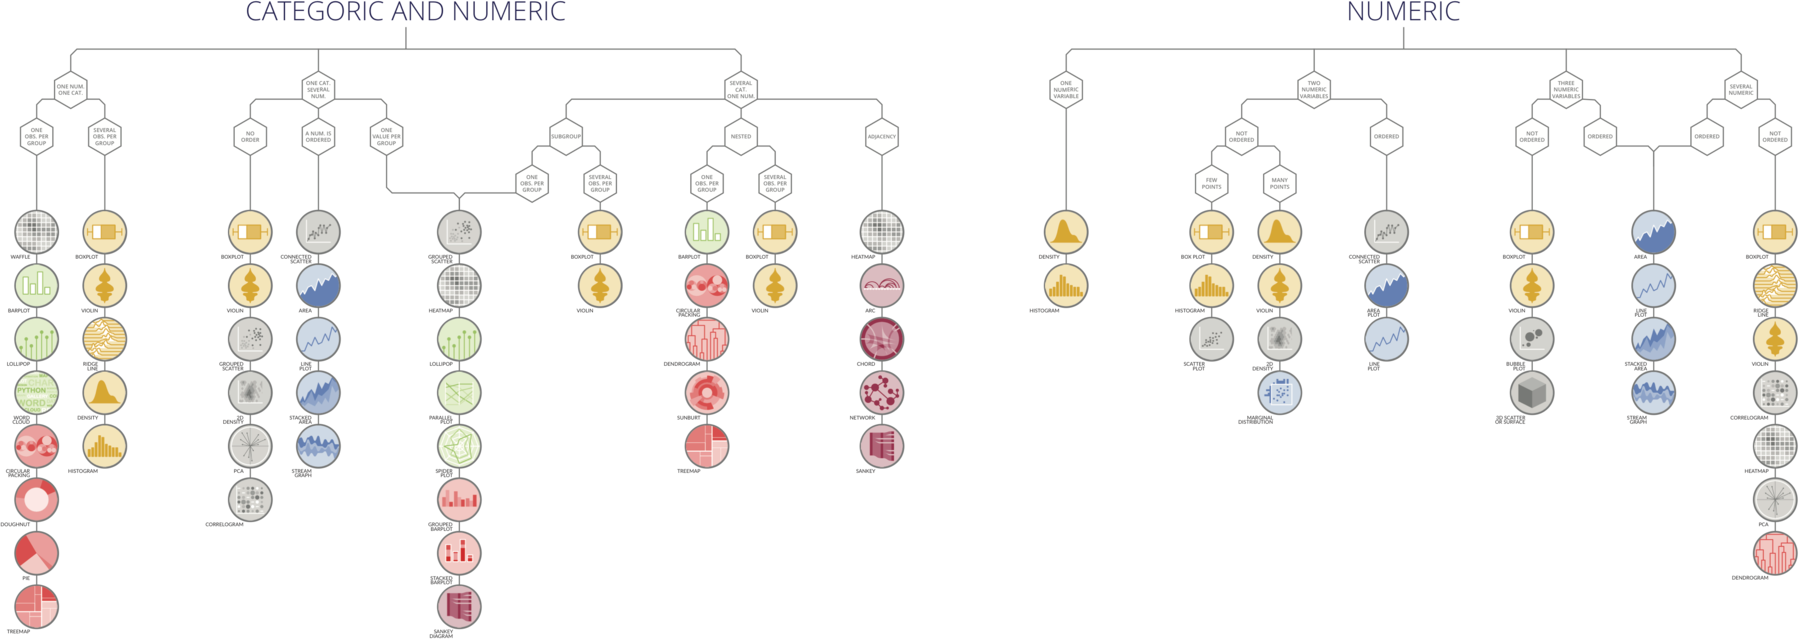 CATEGORIC AND NUMERIC
NUMERIC
ONE NUM.
ONE CAT.
ONE CAT.
SEVERAL
NUM.
SEVERAL
CAT.
ONE NUM.
ONE
NUMERIC
VARIABLE
TWO
NUMERIC
VARIABLES
THREE
NUMERIC
VARIABLES
SEVERAL
NUMERIC
ONE
OBS. PER
GROUP
SEVERAL
OBS. PER
GROUP
NO
ORDER
A NUM. IS
ORDERED
ONE
VALUE PER
GROUP
SUBGROUP
NESTED
ADJACENCY
NOT
ORDERED
ORDERED
NOT
ORDERED
ORDERED
ORDERED
NOT
ORDERED
ONE
OBS. PER
GROUP
SEVERAL
OBS. PER
GROUP
ONE
OBS. PER
GROUP
SEVERAL
OBS. PER
GROUP
FEW
POINTS
MANY
POINTS
WAFFLE
BARPLOT
LOLLIPOP
CHAR
PYTHON
WORD
WORD
CLOUD
CIRCULAR
PACKING
DOUGHNUT
PIE
TREEMAP
BOXPLOT
VIOLIN
RIDGE
LINE
DENSITY
HISTOGRAM
BOXPLOT
VIOLIN
GROUPED
SCATTER
2D
DENSITY
PCA
CORRELOGRAM
CONNECTED
SCATTER
AREA
LINE
PLOT
STACKED
AREA
STREAM
GRAPH
GROUPED
SCATTER
HEATMAP
LOLLIPOP
PARALLEL
PLOT
SPIDER
PLOT
GROUPED
BARPLOT
STACKED
BARPLOT
SANKEY
DIAGRAM
BOXPLOT
VIOLIN
BARPLOT
CIRCULAR
PACKING
DENDROGRAM
SUNBURT
TREEMAP
BOXPLOT
VIOLIN
HEATMAP
ARC
CHORD
NETWORK
SANKEY
DENSITY
HISTOGRAM
BOX PLOT
HISTOGRAM
SCATTER
PLOT
DENSITY
VIOLIN
2D
DENSITY
MARGINAL
DISTRIBUTION
CONNECTED
SCATTER
AREA
PLOT
LINE
PLOT
BOXPLOT
VIOLIN
BUBBLE
PLOT
3D SCATTER
OR SURFACE
AREA
LINE
PLOT
STACKED
AREA
STREAM
GRAPH
BOXPLOT
RIDGE
LINE
VIOLIN
CORRELOGRAM
HEATMAP
PCA
DENDROGRAM